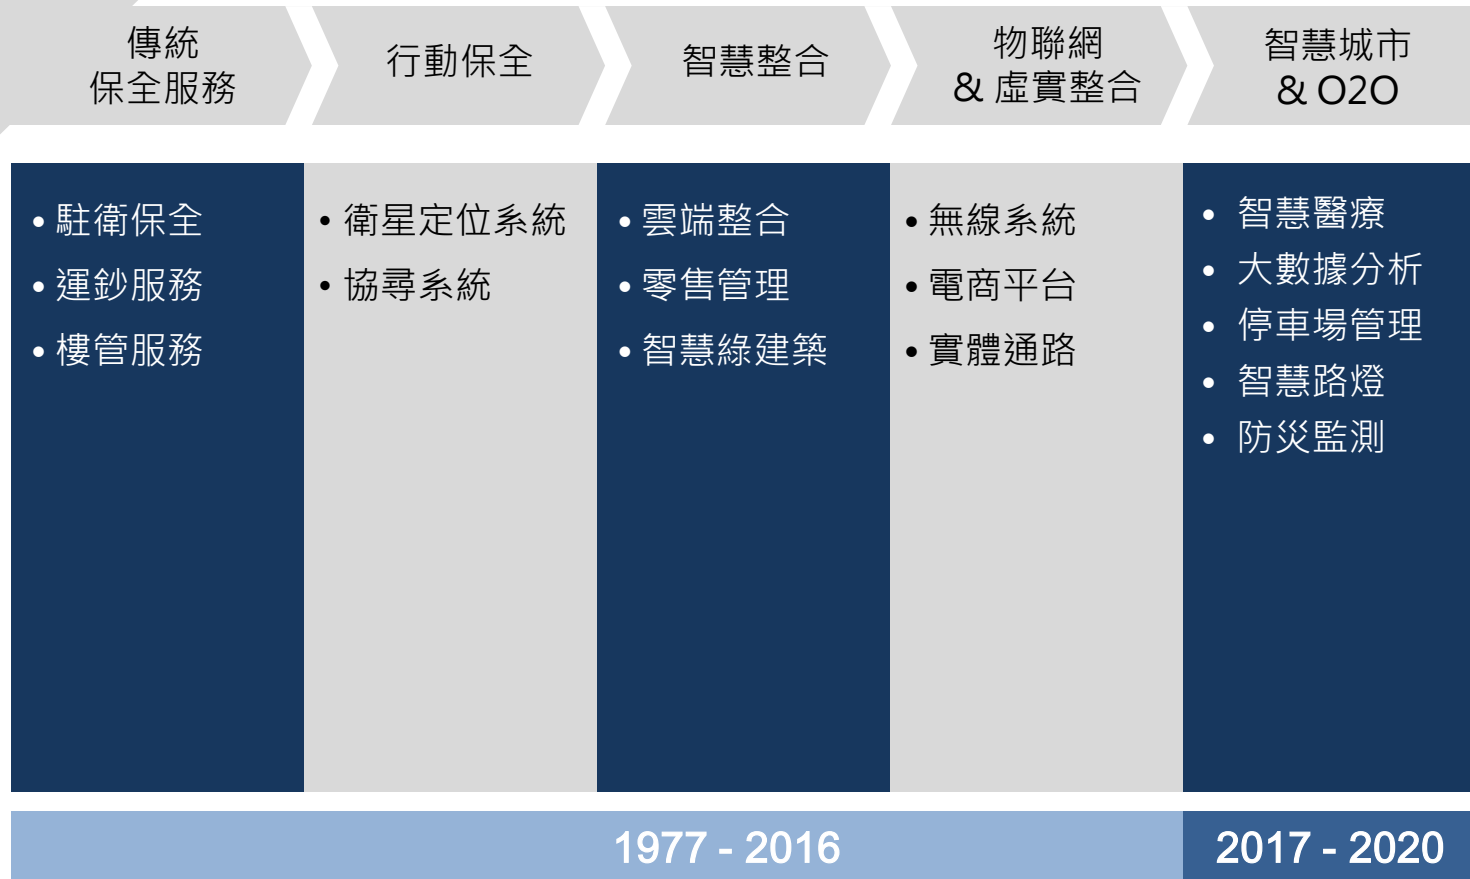 傳統
保全服務
行動保全
智慧整合
物聯網
& 虛實整合
智慧城市
& O2O
• 駐衛保全
• 運鈔服務
• 樓管服務
• 衛星定位系統
• 協尋系統
• 雲端整合
• 零售管理
• 智慧綠建築
• 無線系統
• 電商平台
• 實體通路
• 智慧醫療
• 大數據分析
• 停車場管理
• 智慧路燈
• 防災監測
1977 - 2016
2017 - 2020